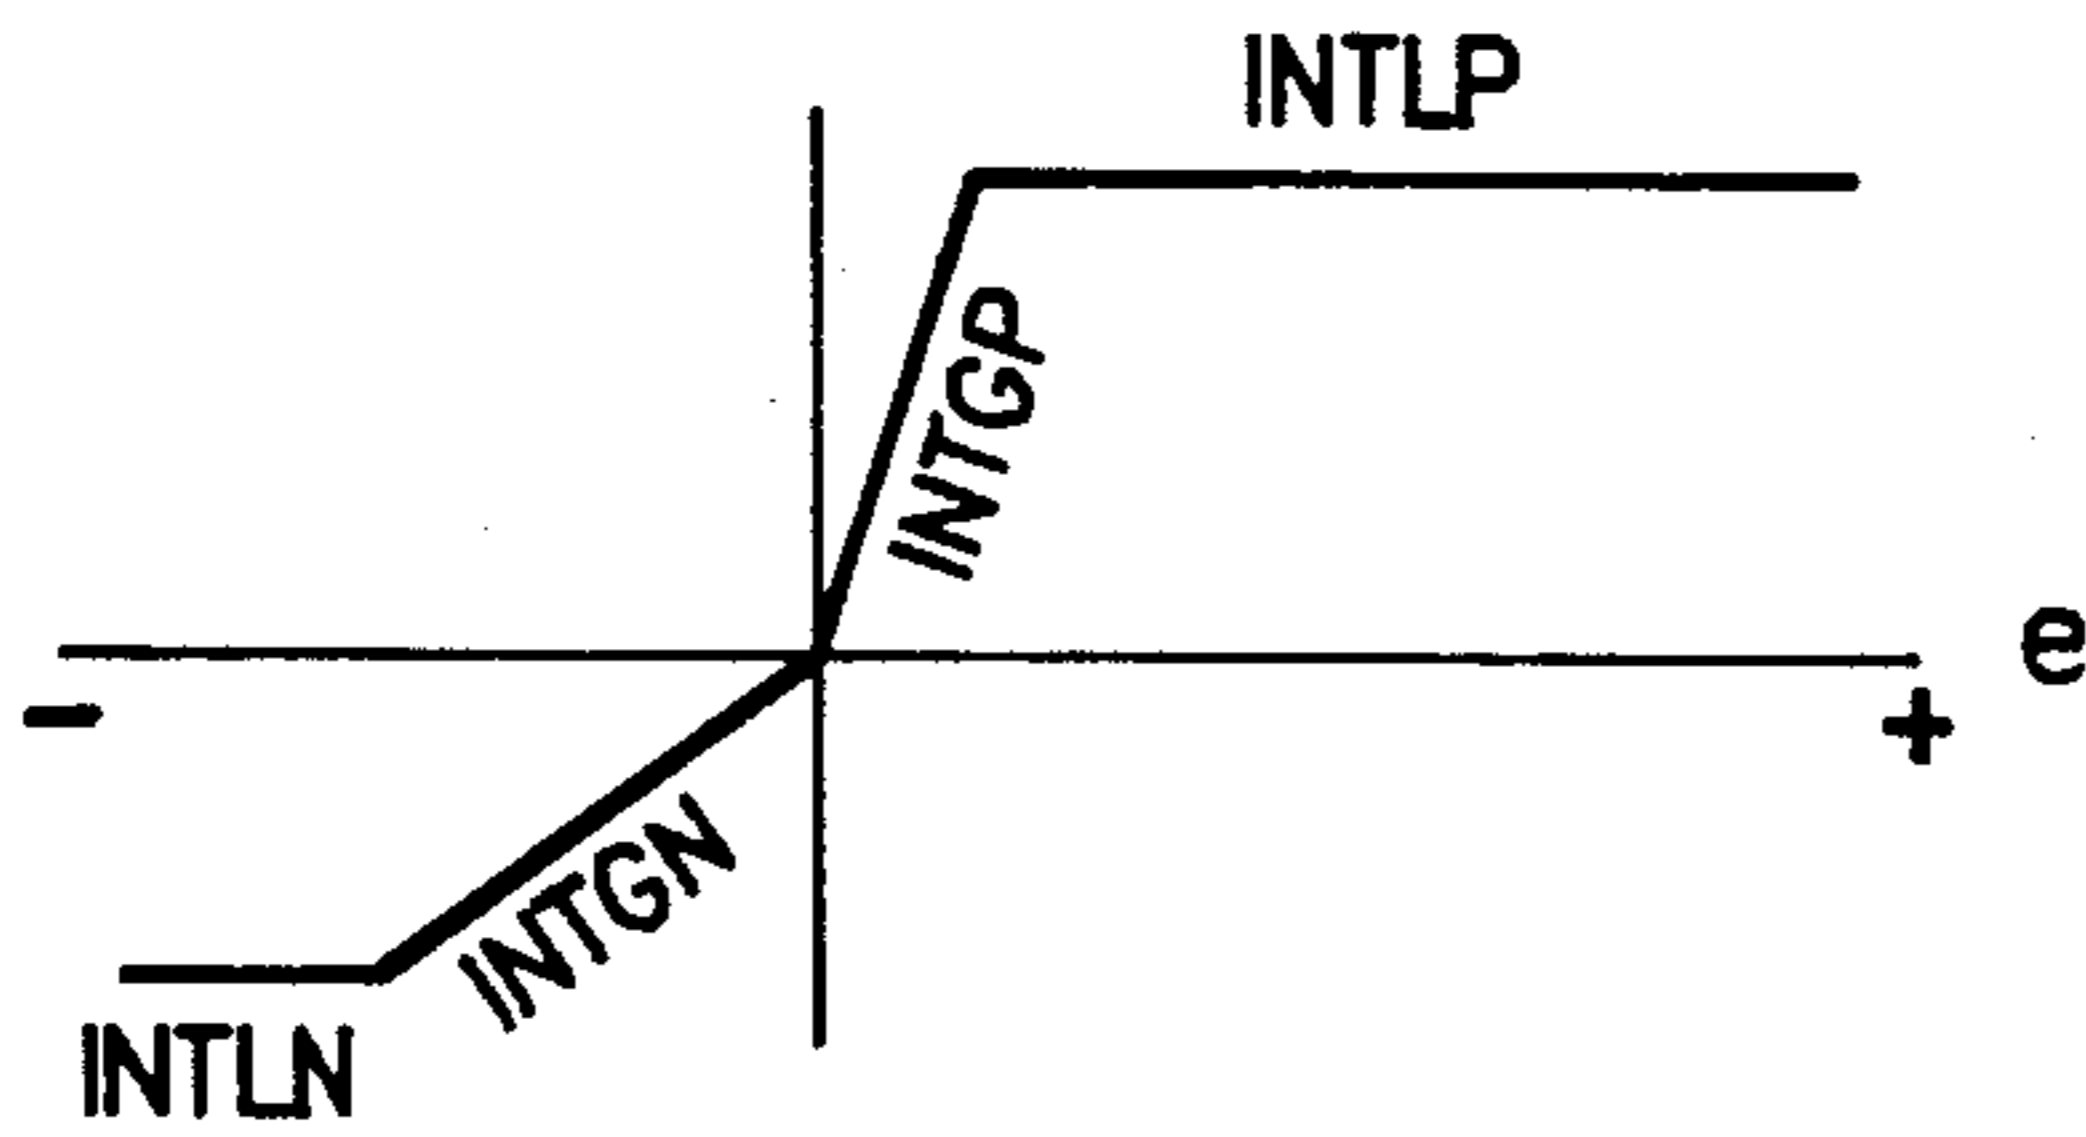 INTLP
INTGP
e
-
+
INTGN
INTLN